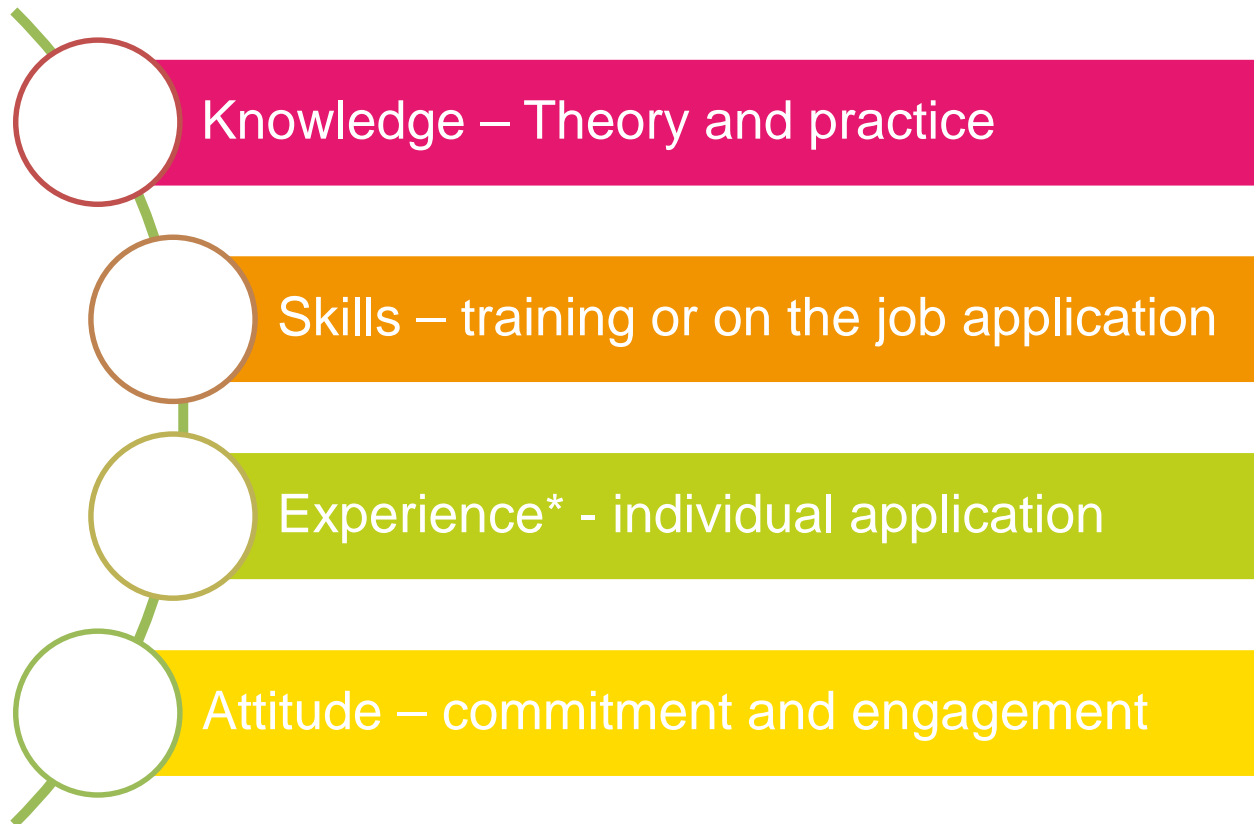 Knowledge – Theory and practice
Skills – training or on the job application
Experience* - individual application
Attitude – commitment and engagement